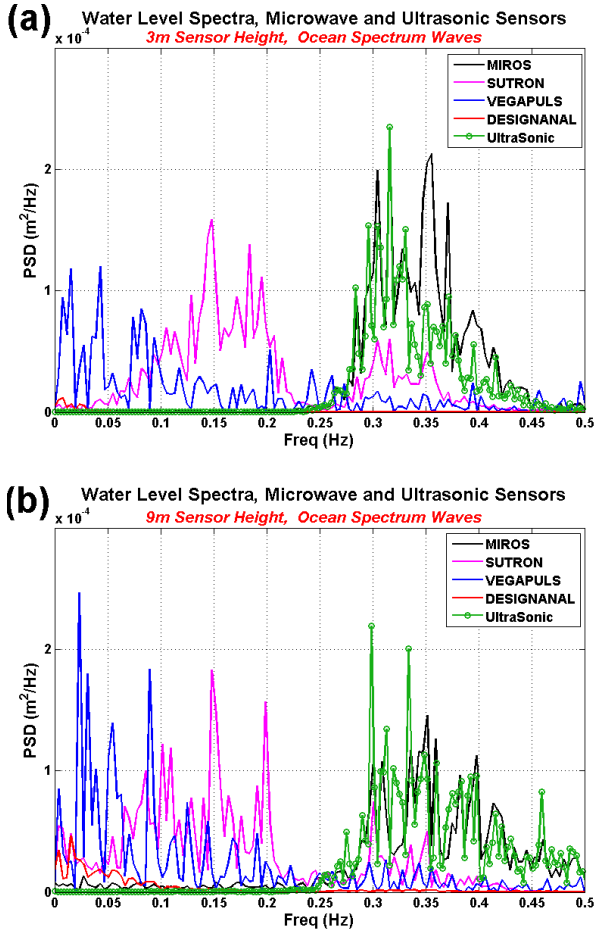 (a)
Water Level Spectra, Microwave and Ultrasonic Sensors
x 10⁻⁴
3m Sensor Height, Ocean Spectrum Waves
MIROS
SUTRON
VEGAPULS
DESIGNANAL
UltraSonic
2
1
0
PSD (m²/Hz)
0 0.05 0.1 0.15 0.2 0.25 0.3 0.35 0.4 0.45 0.5
Freq (Hz)
(b)
Water Level Spectra, Microwave and Ultrasonic Sensors
x 10⁻⁴
9m Sensor Height, Ocean Spectrum Waves
MIROS
SUTRON
VEGAPULS
DESIGNANAL
UltraSonic
2
1
0
PSD (m²/Hz)
0 0.05 0.1 0.15 0.2 0.25 0.3 0.35 0.4 0.45 0.5
Freq (Hz)